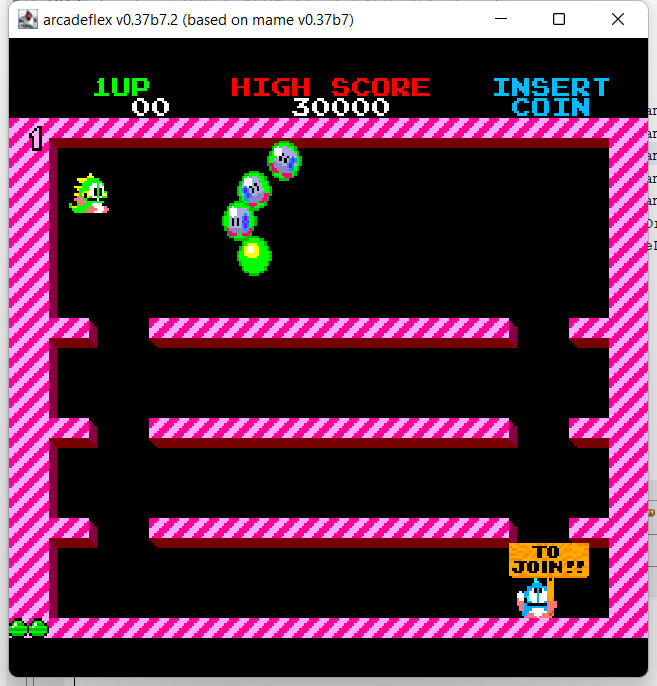 arcadeflex v0.37b7.2 (based on mame v0.37b7)
1UP HIGH SCORE INSERT
00 30000 COIN
1
TO
JOIN!!